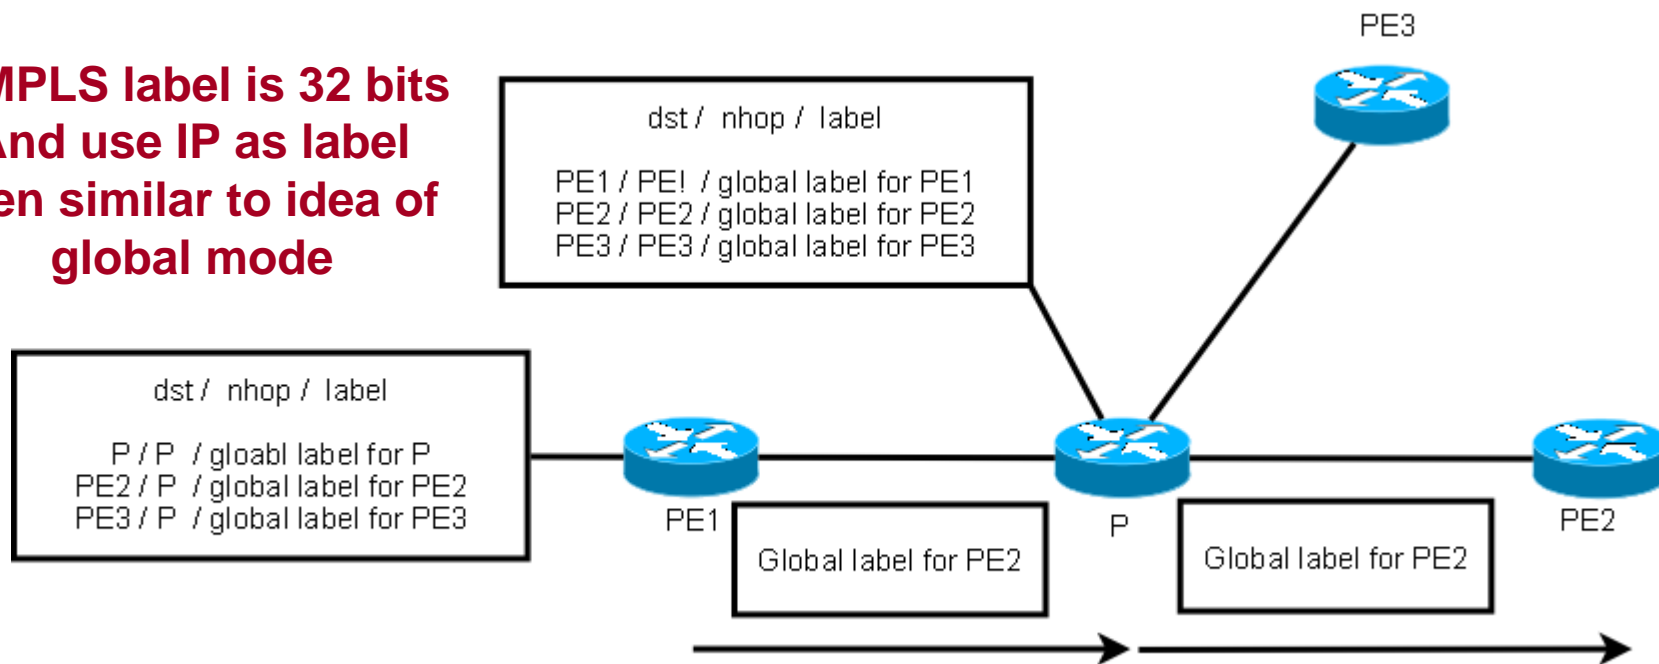 MPLS label is 32 bits
And use IP as label
en similar to idea of
global mode
PE3
dst / nhop / label
PE1 / PE! / global label for PE1
PE2 / PE2 / global label for PE2
PE3 / PE3 / global label for PE3
dst / nhop / label
P / P / gloabl label for P
PE2 / P / global label for PE2
PE3 / P / global label for PE3
PE1
P
PE2
Global label for PE2
Global label for PE2